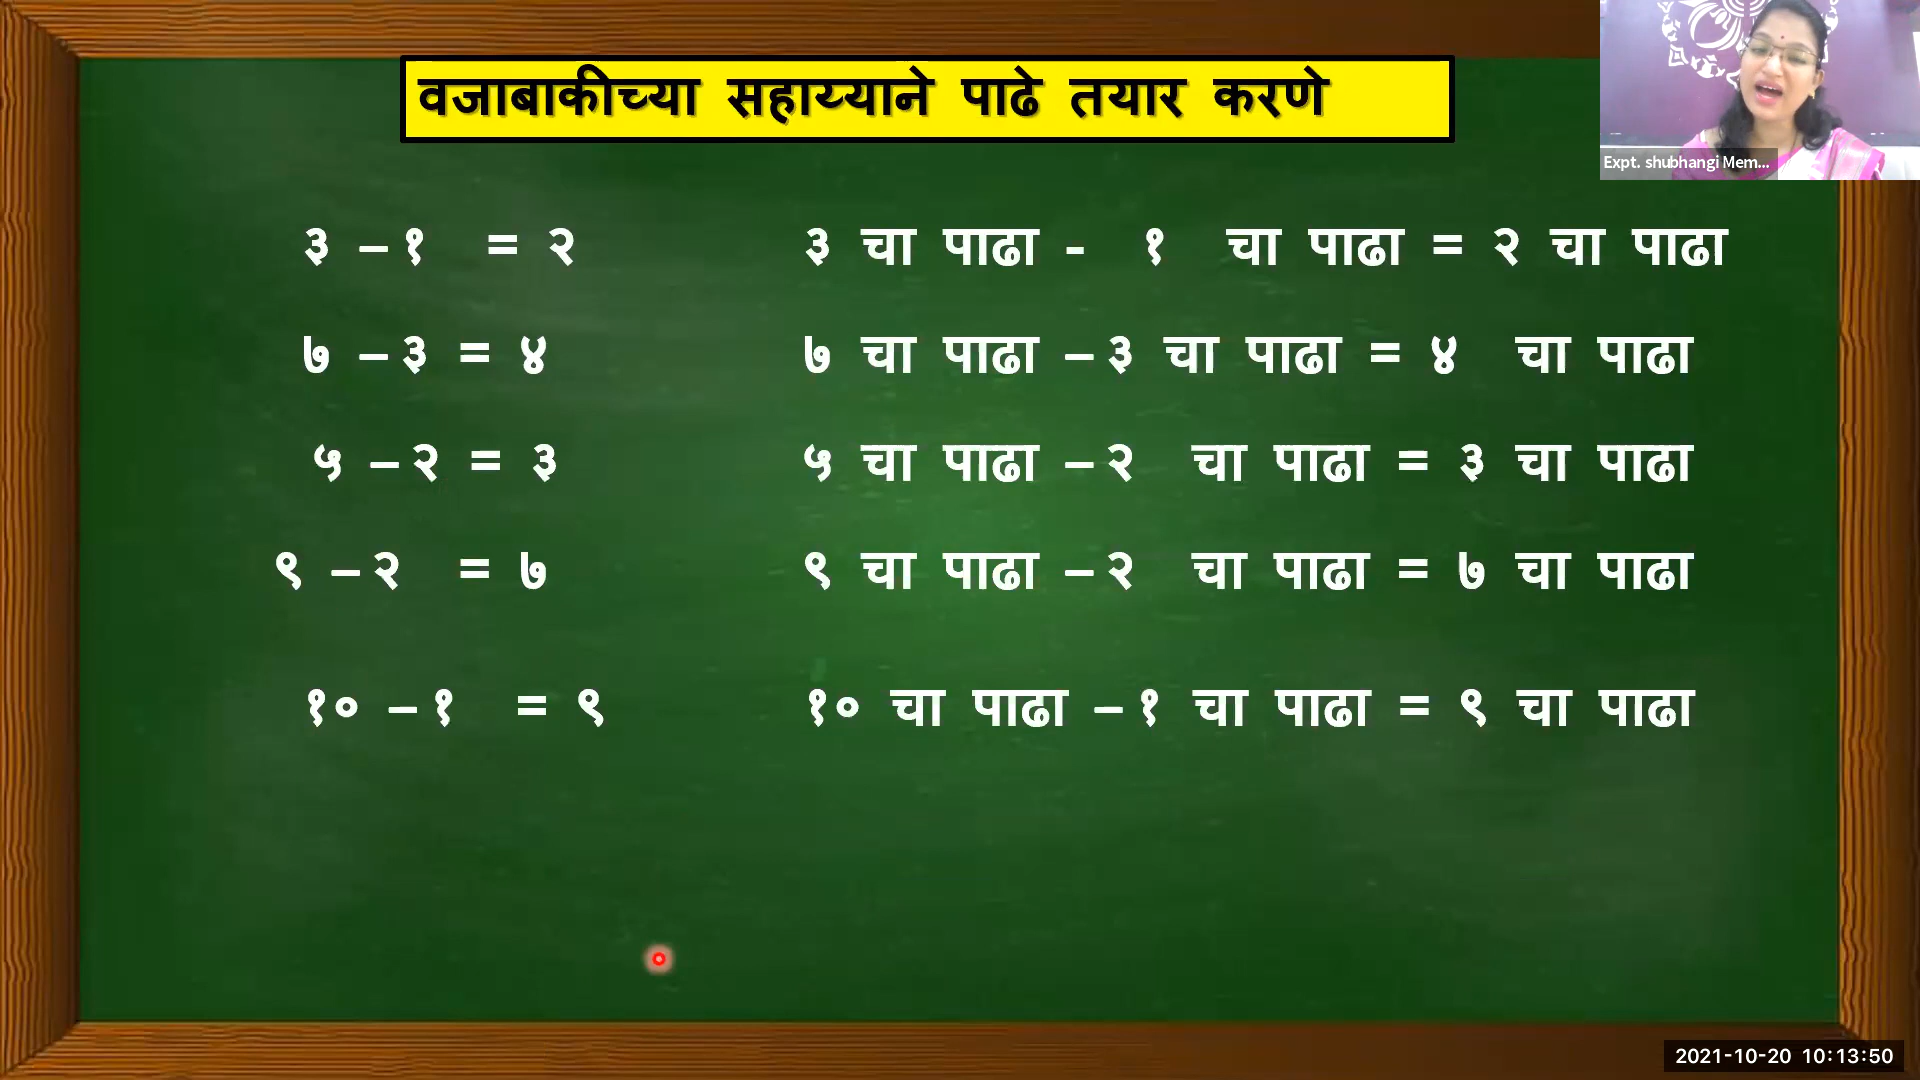 वजाबाकीच्या सहाय्याने पाढे तयार करणे
Expt. shubhangi Mem...
३ – १ = २ ३ चा पाढा - १ चा पाढा = २ चा पाढा
७ – ३ = ४ ७ चा पाढा – ३ चा पाढा = ४ चा पाढा
५ – २ = ३ ५ चा पाढा – २ चा पाढा = ३ चा पाढा
९ – २ = ७ ९ चा पाढा – २ चा पाढा = ७ चा पाढा
१० – १ = ९ १० चा पाढा – १ चा पाढा = ९ चा पाढा
2021-10-20 10:13:50